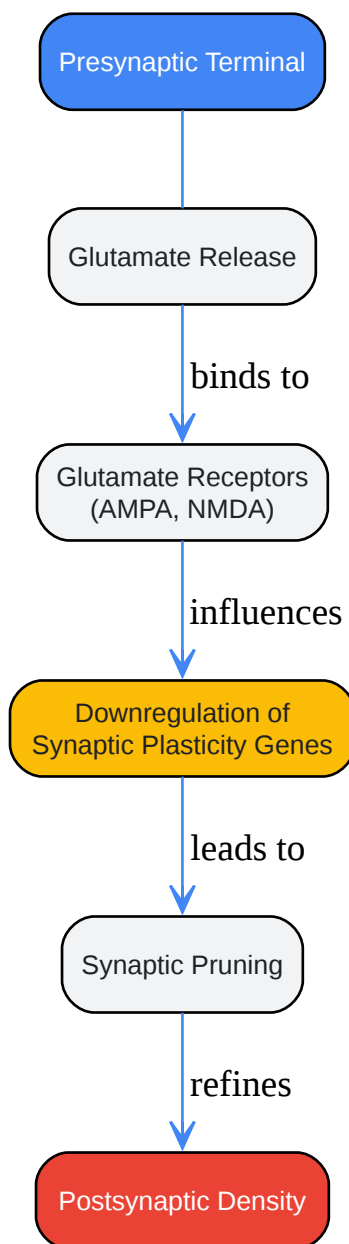 Presynaptic Terminal
Glutamate Release
binds to
Glutamate Receptors
(AMPA, NMDA)
influences
Downregulation of
Synaptic Plasticity Genes
leads to
Synaptic Pruning
refines
Postsynaptic Density